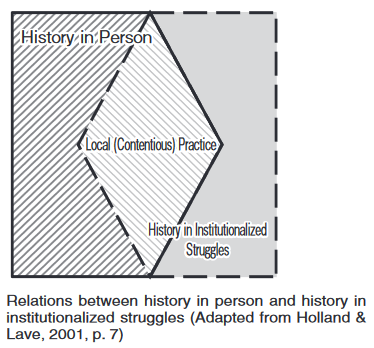 History in Person
Local (Contentious) Practice
History in Institutionalized
Struggles
Relations between history in person and history in
institutionalized struggles (Adapted from Holland &
Lave, 2001, p. 7)